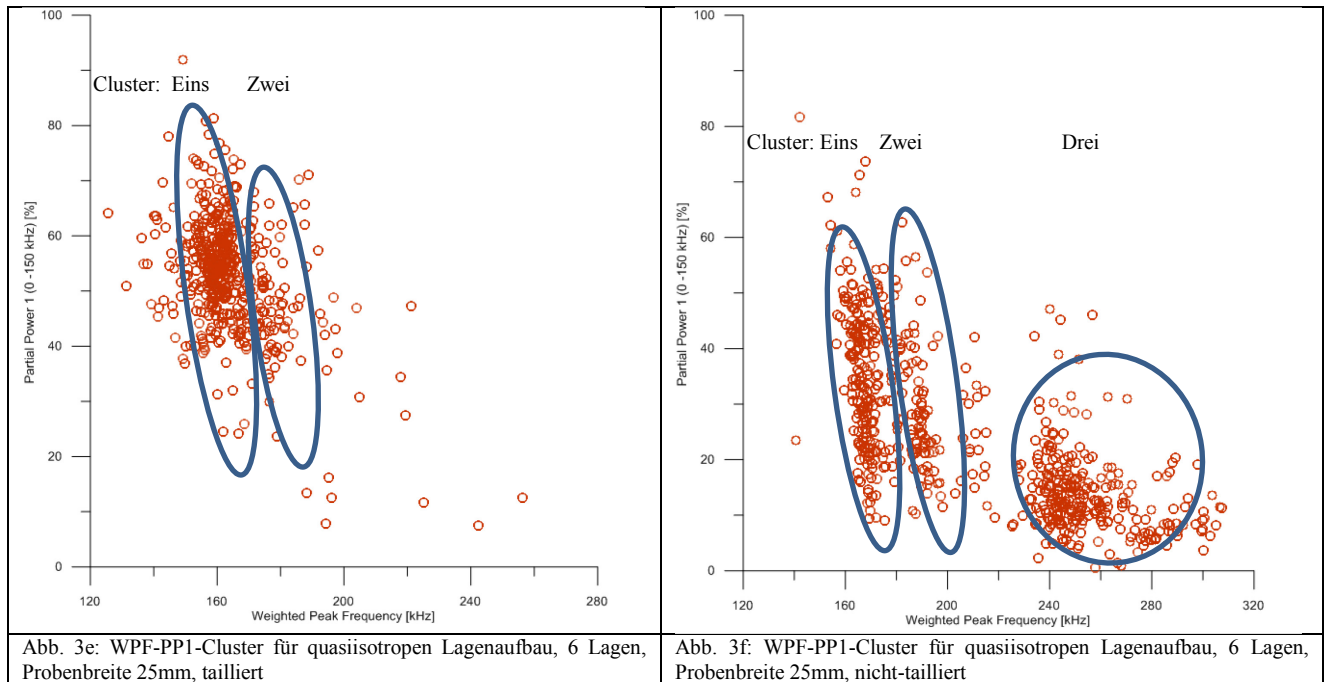 100
80
60
40
20
0
Partial Power 1 (0 -150 kHz) [%]
Cluster: Eins Zwei
120 160 200 240 280
Weighted Peak Frequency [kHz]
Abb. 3e: WPF-PP1-Cluster für quasiisotropen Lagenaufbau, 6 Lagen,
Probenbreite 25mm, tailliert
100
80
60
40
20
0
Partial Power 1 (0 -150 kHz) [%]
Cluster: Eins Zwei Drei
120 160 200 240 280 320
Weighted Peak Frequency [kHz]
Abb. 3f: WPF-PP1-Cluster für quasiisotropen Lagenaufbau, 6 Lagen,
Probenbreite 25mm, nicht-tailliert